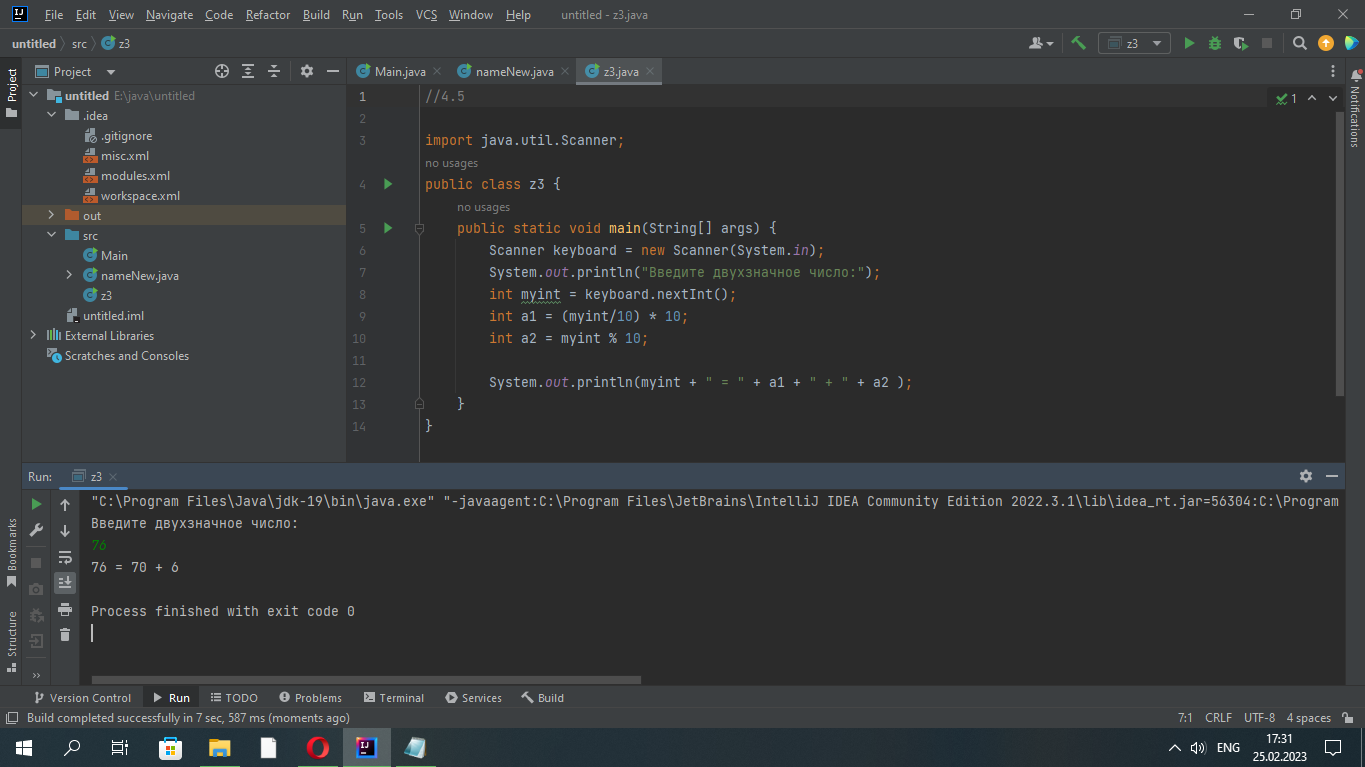 File Edit View Navigate Code Refactor Build Run Tools VCS Window Help untitled - z3.java
untitled src z3
z3
Project
Main.java nameNew.java z3.java
Project
untitled E:\java\untitled
.idea
.gitignore
misc.xml
modules.xml
workspace.xml
out
src
Main
nameNew.java
z3
untitled.iml
External Libraries
Scratches and Consoles
1 //4.5
1
2
3 import java.util.Scanner;
no usages
4 public class z3 {
no usages
5 public static void main(String[] args) {
6 Scanner keyboard = new Scanner(System.in);
7 System.out.println("Введите двухзначное число:");
8 int myint = keyboard.nextInt();
9 int a1 = (myint/10) * 10;
10 int a2 = myint % 10;
11
12 System.out.println(myint + " = " + a1 + " + " + a2 );
13 }
14 }
Notifications
Run: z3
"C:\Program Files\Java\jdk-19\bin\java.exe" "-javaagent:C:\Program Files\JetBrains\IntelliJ IDEA Community Edition 2022.3.1\lib\idea_rt.jar=56304:C:\Program
Введите двухзначное число:
76
76 = 70 + 6
Process finished with exit code 0
Bookmarks
Structure
Version Control Run TODO Problems Terminal Services Build
Build completed successfully in 7 sec, 587 ms (moments ago) 7:1 CRLF UTF-8 4 spaces
ENG 17:31
25.02.2023